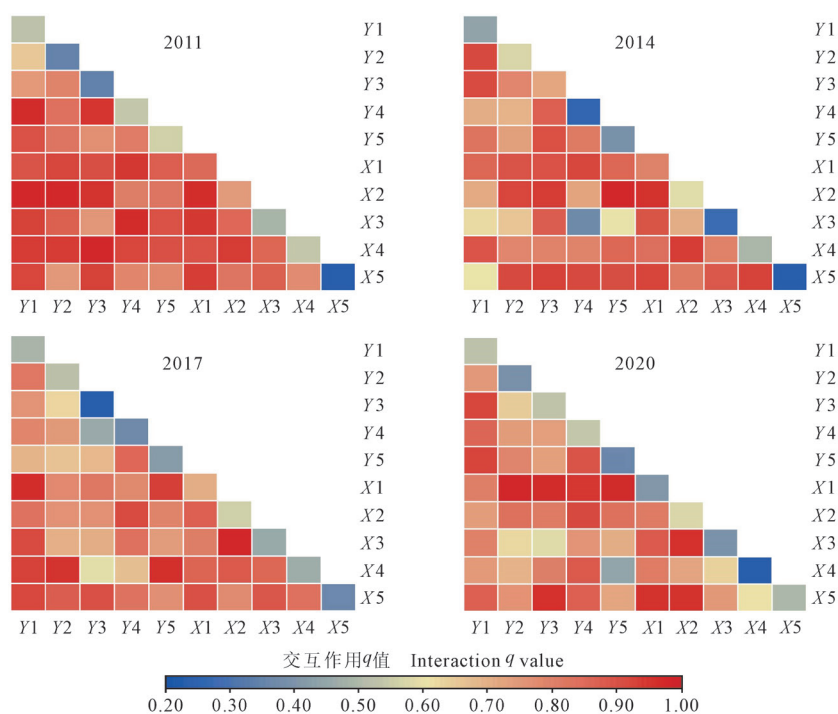 2011
Y1
Y2
Y3
Y4
Y5
X1
X2
X3
X4
X5
Y1 Y2 Y3 Y4 Y5 X1 X2 X3 X4 X5
2014
Y1
Y2
Y3
Y4
Y5
X1
X2
X3
X4
X5
Y1 Y2 Y3 Y4 Y5 X1 X2 X3 X4 X5
2017
Y1
Y2
Y3
Y4
Y5
X1
X2
X3
X4
X5
Y1 Y2 Y3 Y4 Y5 X1 X2 X3 X4 X5
2020
Y1
Y2
Y3
Y4
Y5
X1
X2
X3
X4
X5
Y1 Y2 Y3 Y4 Y5 X1 X2 X3 X4 X5
交互作用q值 Interaction q value
0.20 0.30 0.40 0.50 0.60 0.70 0.80 0.90 1.00